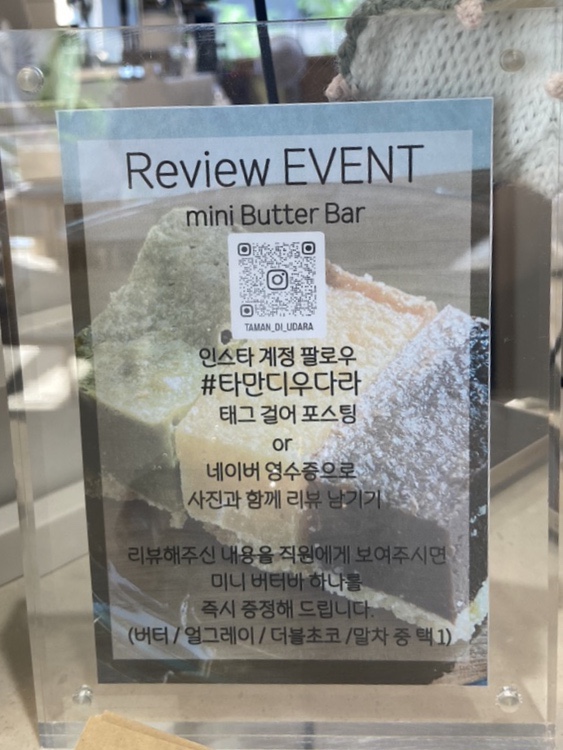 Review EVENT
mini Butter Bar
TAMAN_DI_UDARA
인스타 계정 팔로우
#타만디우다라
태그 걸어 포스팅
or
네이버 영수증으로
사진과 함께 리뷰 남기기
리뷰해주신 내용을 직원에게 보여주시면
미니 버터바 하나를
즉시 증정해 드립니다.
(버터 / 얼그레이 / 더블초코 /말차 중 택 1)